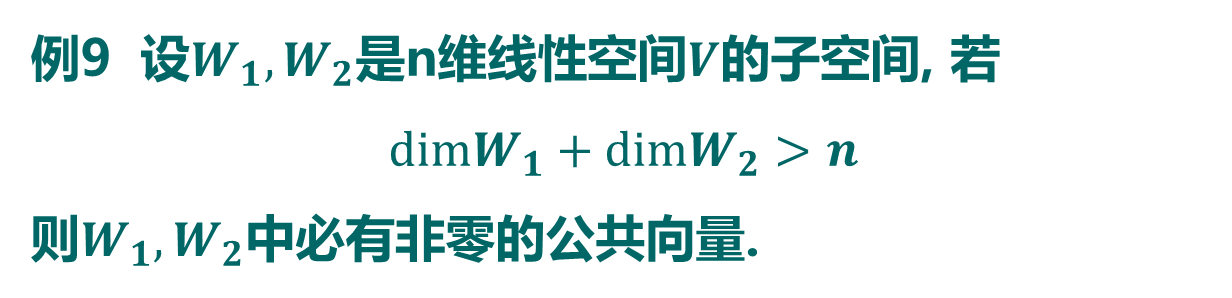 例9 设W₁, W₂是n维线性空间V的子空间, 若
dimW₁ + dimW₂ > n
则W₁, W₂中必有非零的公共向量.